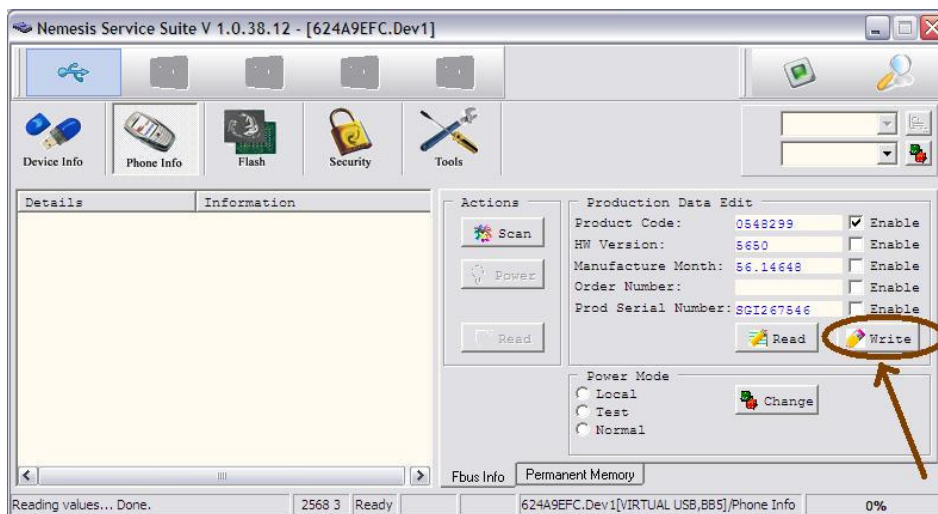 Nemesis Service Suite V 1.0.38.12 - [624A9EFC.Dev1]
Device Info
Phone Info
Flash
Security
Tools
Details Information
Actions
Scan
Power
Read
Production Data Edit
Product Code: 0548299 Enable
HW Version: 5650 Enable
Manufacture Month: 56.14648 Enable
Order Number: Enable
Prod Serial Number: SGI267546 Enable
Read Write
Power Mode
Local
Test
Normal
Change
Fbus Info Permanent Memory
Reading values... Done. 2568 3 Ready 624A9EFC.Dev1[VIRTUAL USB,BB5]/Phone Info 0%